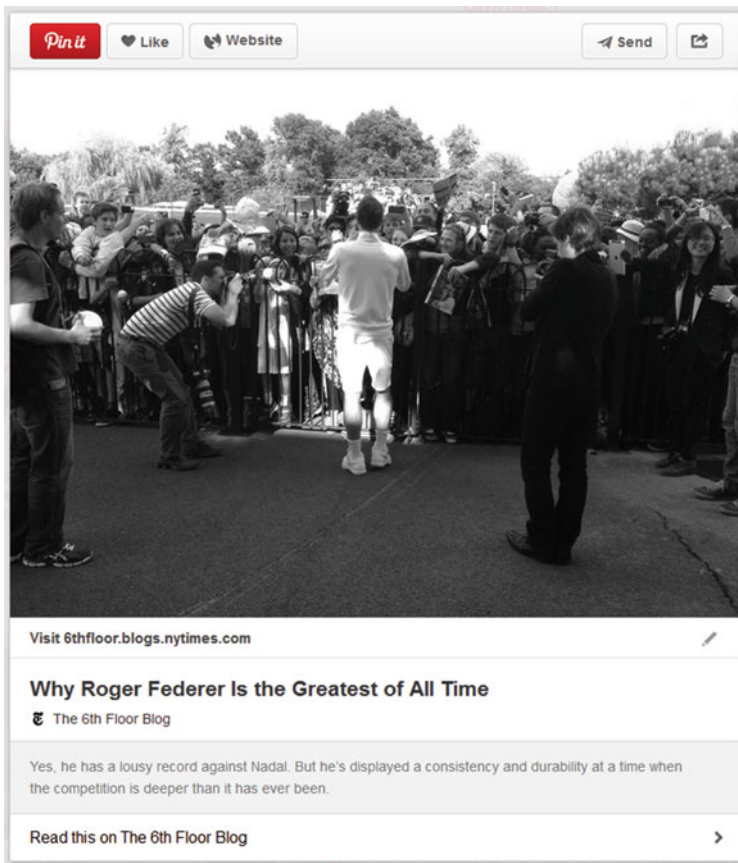 Pin it Like Website Send
Visit 6thfloor.blogs.nytimes.com
Why Roger Federer Is the Greatest of All Time
The 6th Floor Blog
Yes, he has a lousy record against Nadal. But he's displayed a consistency and durability at a time when
the competition is deeper than it has ever been.
Read this on The 6th Floor Blog